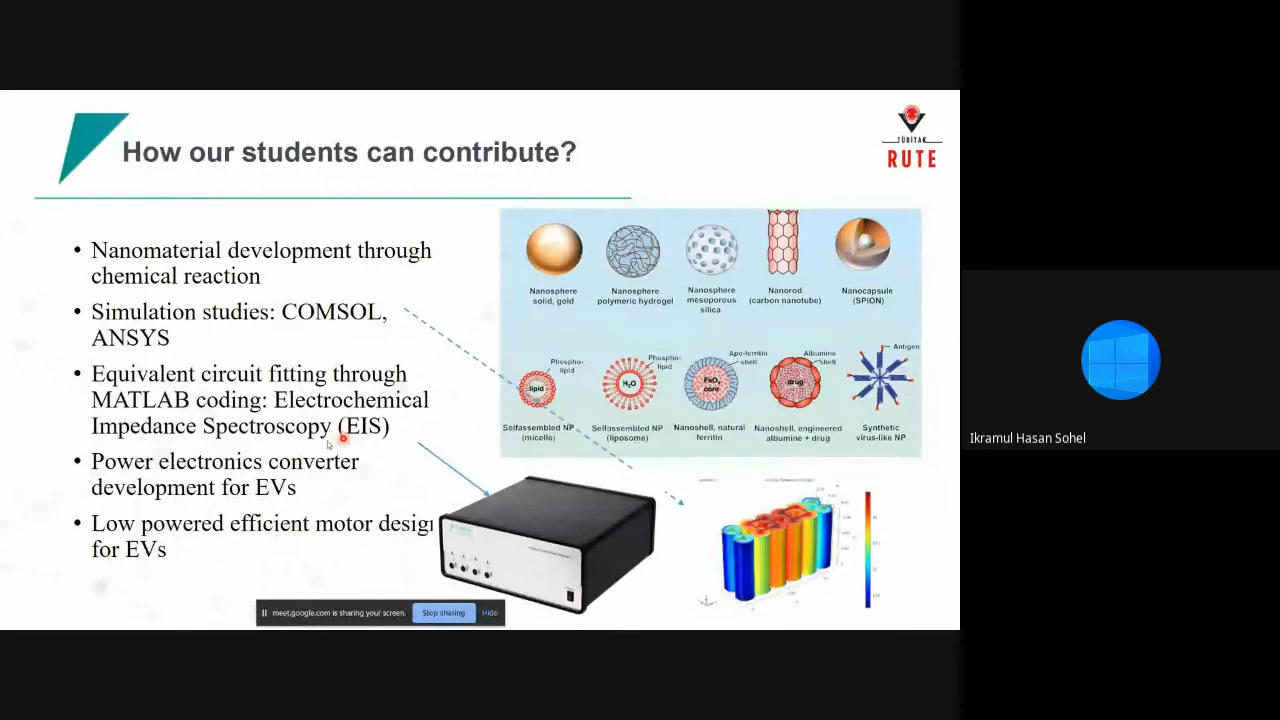 How our students can contribute?
TÜBİTAK
RUTE
• Nanomaterial development through
chemical reaction
• Simulation studies: COMSOL,
ANSYS
• Equivalent circuit fitting through
MATLAB coding: Electrochemical
Impedance Spectroscopy (EIS)
• Power electronics converter
development for EVs
• Low powered efficient motor design
for EVs
Nanosphere
solid, gold
Nanosphere
polymeric hydrogel
Nanosphere
mesoporous
silica
Nanorod
(carbon nanotube)
Nanocapsule
(SPION)
Phospho-
lipid
lipid
Selfassembled NP
(micelle)
Phospho-
lipid
H₂O
Selfassembled NP
(liposome)
Apo-ferritin
shell
FeOₓ
core
Nanoshell, natural
ferritin
Albumine
shell
drug
Nanoshell, engineered
albumine + drug
Antigen
Synthetic
virus-like NP
meet.google.com is sharing your screen.
Stop sharing
Hide
Ikramul Hasan Sohel